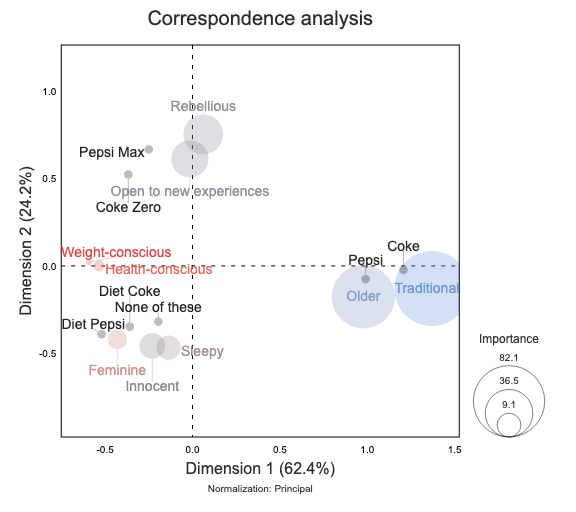 Correspondence analysis
1.0
Rebellious
Pepsi Max
0.5
Open to new experiences
Coke Zero
Weight-conscious
Coke
Pepsi
0.0
Health-conscious
Diet Coke
Older
Traditional
None of these
Diet Pepsi
Sleepy
-0.5
Feminine
Innocent
Dimension 2 (24.2%)
Importance
82.1
36.5
9.1
-0.5 0.0 0.5 1.0 1.5
Dimension 1 (62.4%)
Normalization: Principal